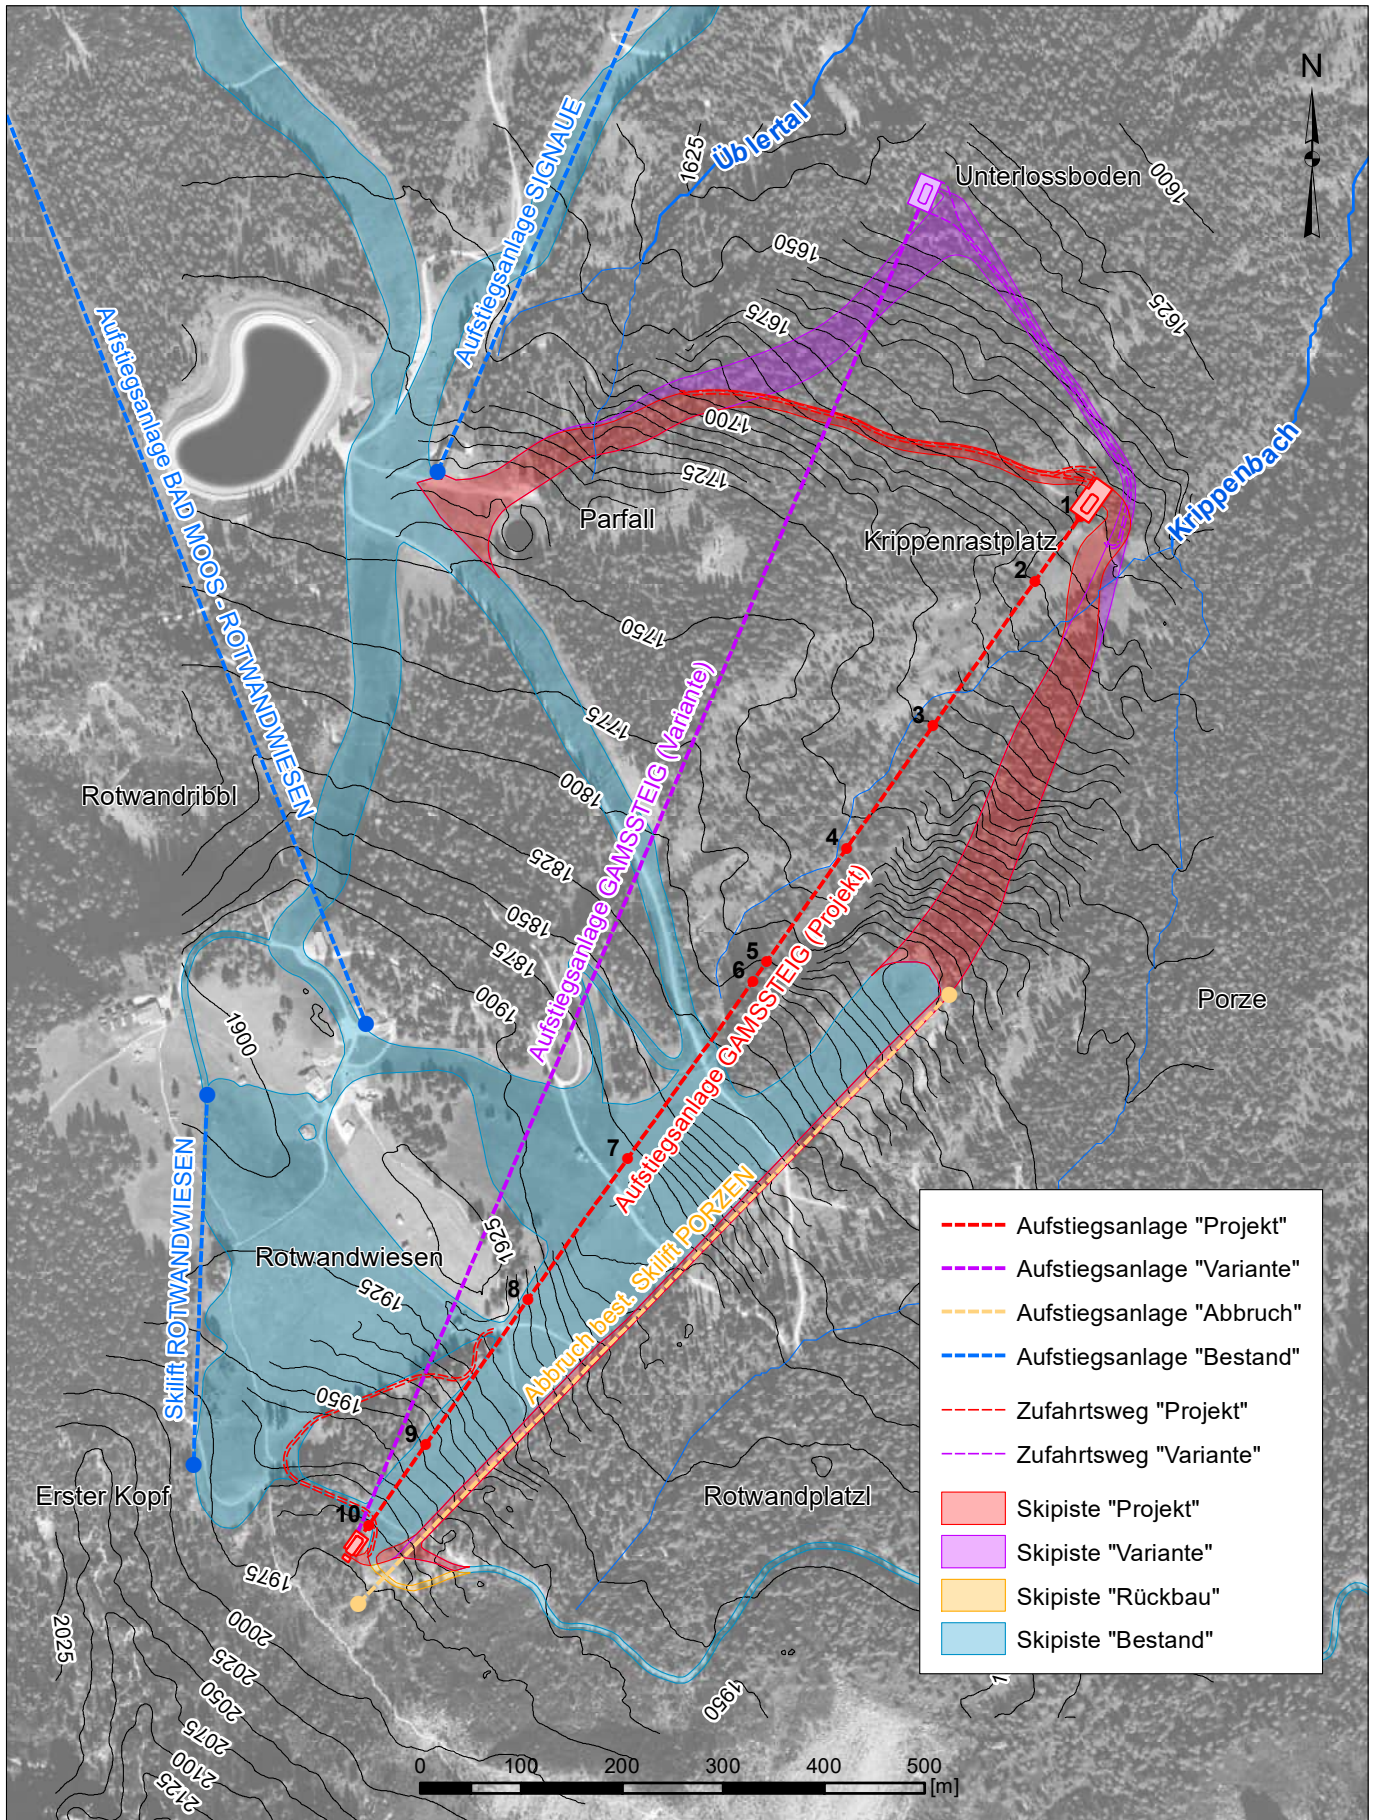 N
Üblertal
1625
Unterlossboden
1600
Aufstiegsanlage SIGNAUE
1650
1625
1675
Aufstiegsanlage BAD MOOS - ROTWANDWIESEN
1700
1725
Krippenbach
Parfall
1
Krippenrastplatz
2
1750
3
1775
Aufstiegsanlage GAMSSTEIG (Variante)
Rotwandribbl
1800
4
1825
1850
Aufstiegsanlage GAMSSTEIG (Projekt)
1875
5
6
1900
Porze
1900
7
Skilift ROTWANDWIESEN
Abbruch best. Skilift PORZEN
1925
Rotwandwiesen
8
1925
1950
9
Erster Kopf
10
Rotwandplatzl
1975
2000
2025
2025
2050
2075
2100
2125
1950
Aufstiegsanlage "Projekt"
Aufstiegsanlage "Variante"
Aufstiegsanlage "Abbruch"
Aufstiegsanlage "Bestand"
Zufahrtsweg "Projekt"
Zufahrtsweg "Variante"
Skipiste "Projekt"
Skipiste "Variante"
Skipiste "Rückbau"
Skipiste "Bestand"
0 100 200 300 400 500
[m]